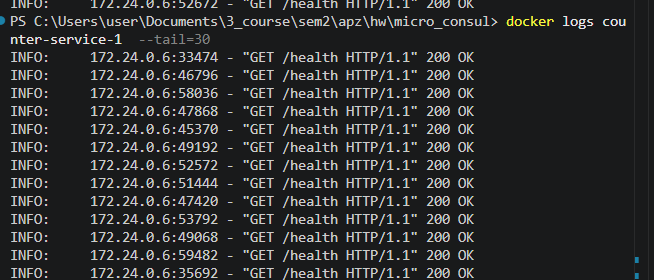 INFO:     172.24.0.6:52672 - "GET /health HTTP/1.1" 200 OK
PS C:\Users\user\Documents\3_course\sem2\apz\hw\micro_consul> docker logs cou
nter-service-1  --tail=30
INFO:     172.24.0.6:33474 - "GET /health HTTP/1.1" 200 OK
INFO:     172.24.0.6:46796 - "GET /health HTTP/1.1" 200 OK
INFO:     172.24.0.6:58036 - "GET /health HTTP/1.1" 200 OK
INFO:     172.24.0.6:47868 - "GET /health HTTP/1.1" 200 OK
INFO:     172.24.0.6:45370 - "GET /health HTTP/1.1" 200 OK
INFO:     172.24.0.6:49192 - "GET /health HTTP/1.1" 200 OK
INFO:     172.24.0.6:52572 - "GET /health HTTP/1.1" 200 OK
INFO:     172.24.0.6:51444 - "GET /health HTTP/1.1" 200 OK
INFO:     172.24.0.6:47420 - "GET /health HTTP/1.1" 200 OK
INFO:     172.24.0.6:53792 - "GET /health HTTP/1.1" 200 OK
INFO:     172.24.0.6:49068 - "GET /health HTTP/1.1" 200 OK
INFO:     172.24.0.6:59482 - "GET /health HTTP/1.1" 200 OK
INFO:     172.24.0.6:35692 - "GET /health HTTP/1.1" 200 OK